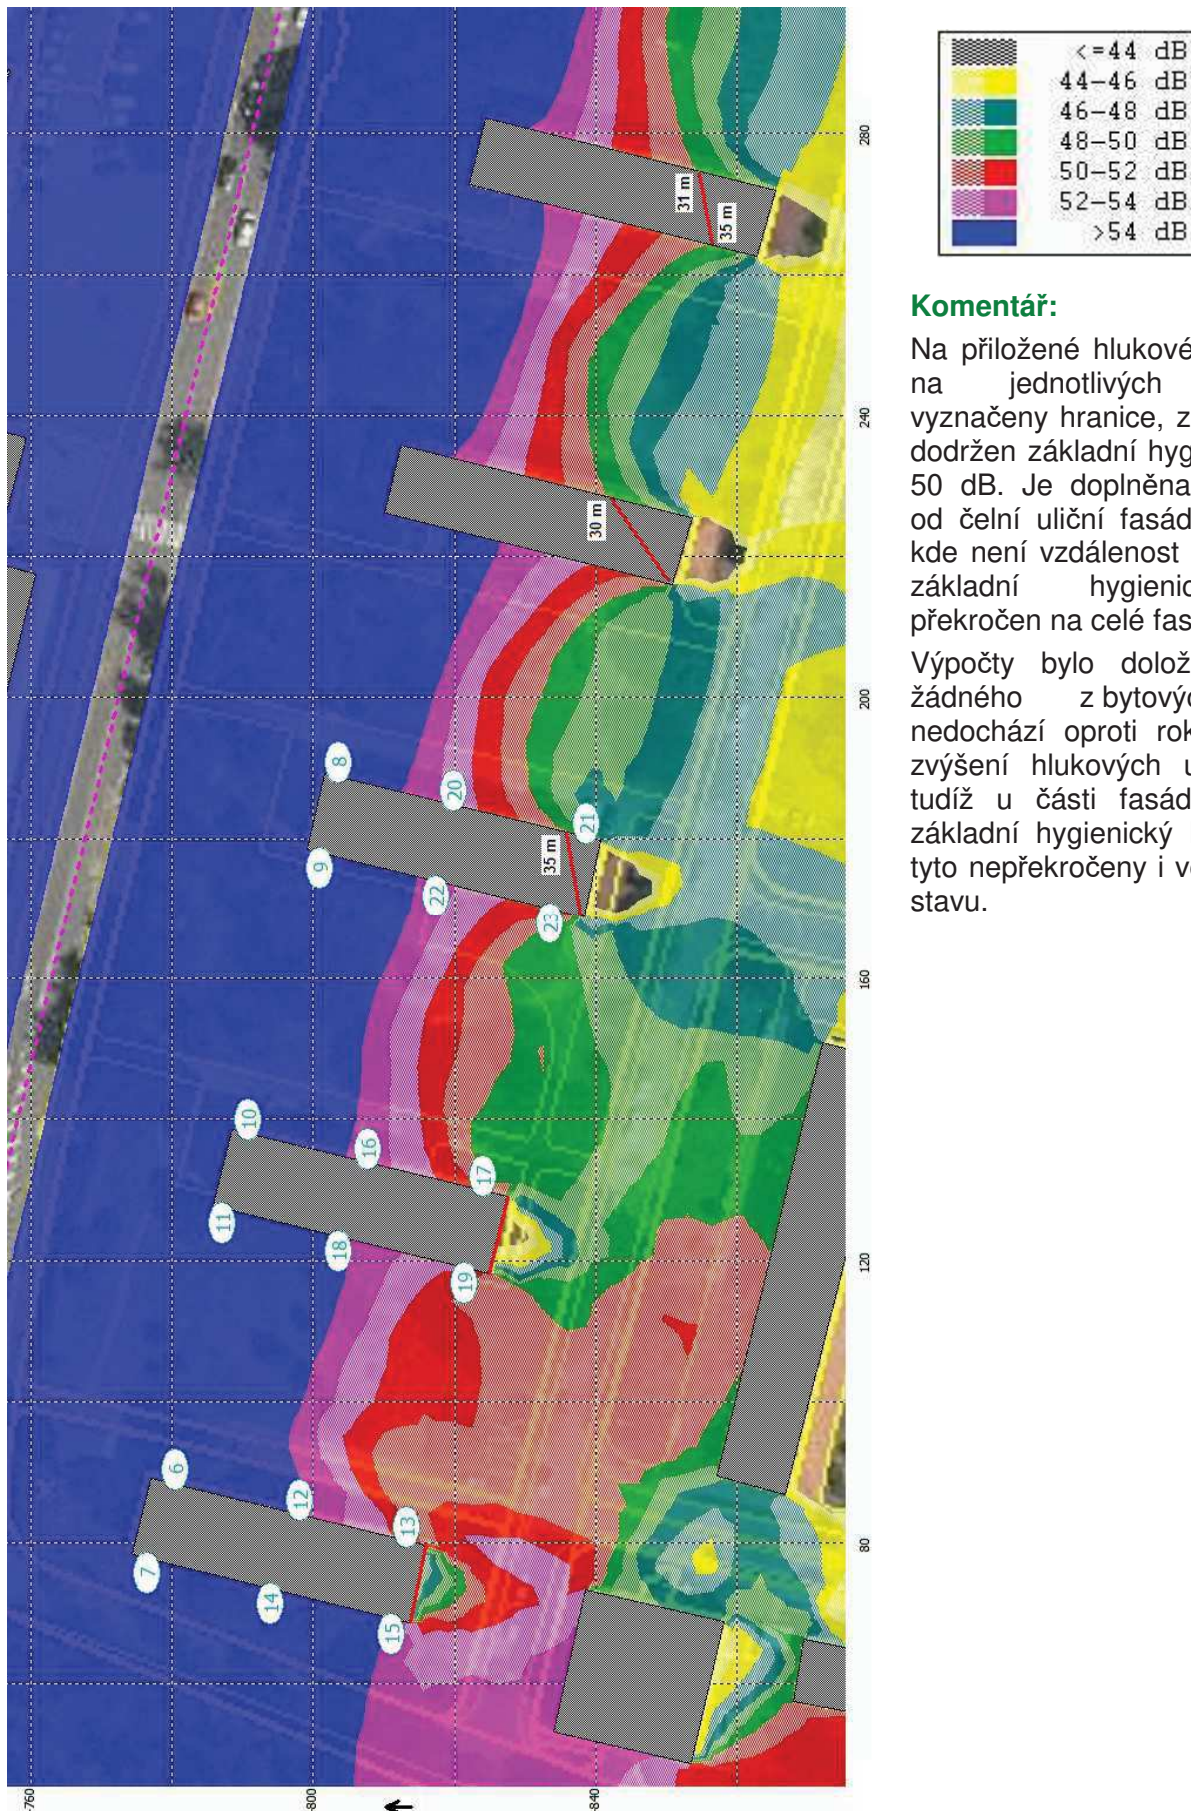 <=44 dB
44-46 dB
46-48 dB
48-50 dB
50-52 dB
52-54 dB
>54 dB
Komentář:
Na přiložené hlukové
na jednotlivých
vyznačeny hranice, z
dodržen základní hyg
50 dB. Je doplněna
od čelní uliční fasád
kde není vzdálenost
základní hygienic
překročen na celé fas
Výpočty bylo dolož
žádného z bytovýc
nedochází oproti rok
zvýšení hlukových u
tudíž u části fasád
základní hygienický
tyto nepřekročeny i v
stavu.
280
240
200
160
120
80
-760
-800
-840
31 m
35 m
30 m
35 m
8
20
21
9
22
23
10
16
17
11
18
19
6
12
13
7
14
15